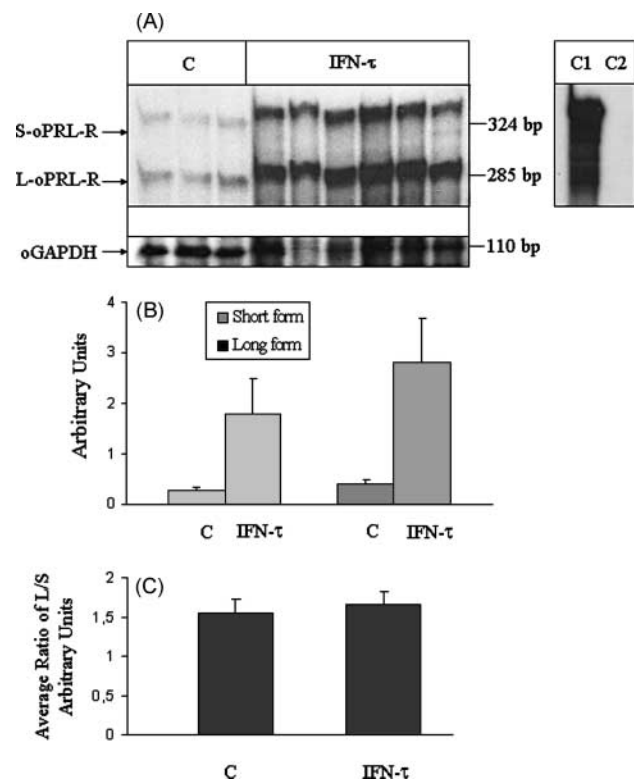 (A)
C IFN-τ C1 C2
S-oPRL-R 324 bp
L-oPRL-R 285 bp
oGAPDH 110 bp
(B)
4
3
2
1
0
Arbitrary Units
Short form
Long form
C IFN-τ C IFN-τ
(C)
2
1,5
1
0,5
0
Average Ratio of L/S
Arbitrary Units
C IFN-τ